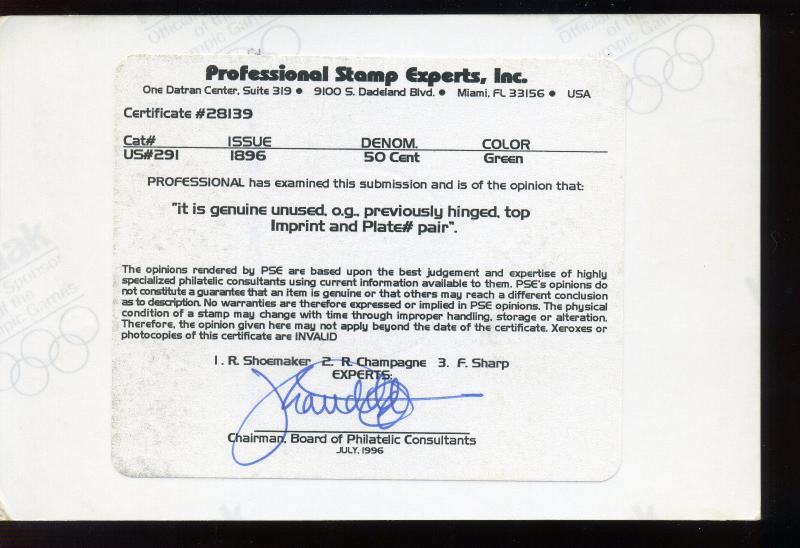 Professional Stamp Experts, Inc.
One Datran Center, Suite 319 • 9100 S. Dadeland Blvd. • Miami, FL 33156 • USA
Certificate #28139
Cat# ISSUE DENOM. COLOR
US#291 1896 50 Cent Green
PROFESSIONAL has examined this submission and is of the opinion that:
"it is genuine unused, o.g., previously hinged, top
Imprint and Plate# pair".
The opinions rendered by PSE are based upon the best judgement and expertise of highly
specialized philatelic consultants using current information available to them. PSE's opinions do
not constitute a guarantee that an item is genuine or that others may reach a different conclusion
as to description. No warranties are therefore expressed or implied in PSE opinions. The physical
condition of a stamp may change with time through improper handling, storage or alteration.
Therefore, the opinion given here may not apply beyond the date of the certificate. Xeroxes or
photocopies of this certificate are INVALID
1. R. Shoemaker 2. R. Champagne 3. F. Sharp
EXPERTS:
Chairman, Board of Philatelic Consultants
JULY, 1996